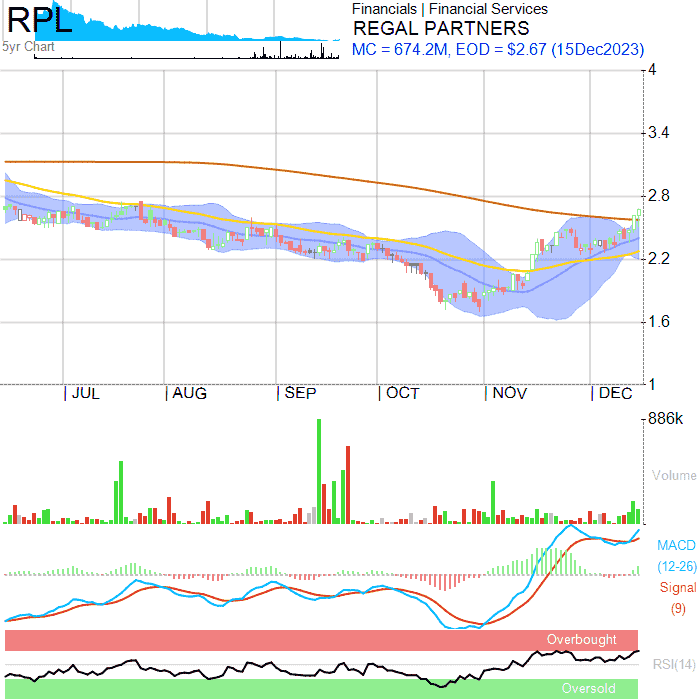 RPL
5yr Chart
Financials | Financial Services
REGAL PARTNERS
MC = 674.2M, EOD = $2.67 (15Dec2023)
4
3.4
2.8
2.2
1.6
1
JUL AUG SEP OCT NOV DEC
886k
Volume
MACD
(12-26)
Signal
(9)
Overbought
RSI(14)
Oversold